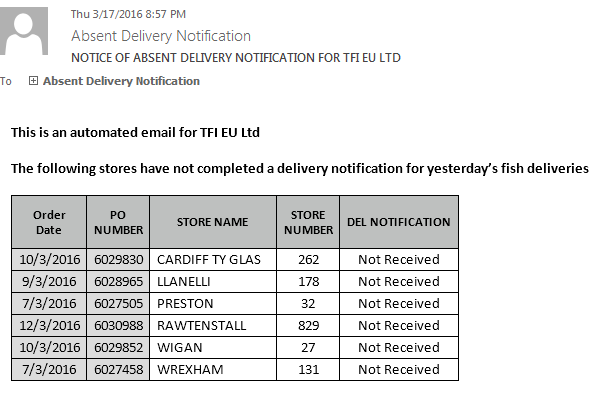 Thu 3/17/2016 8:57 PM
Absent Delivery Notification
NOTICE OF ABSENT DELIVERY NOTIFICATION FOR TFI EU LTD
To Absent Delivery Notification
This is an automated email for TFI EU Ltd
The following stores have not completed a delivery notification for yesterday's fish deliveries
Order Date PO NUMBER STORE NAME STORE NUMBER DEL NOTIFICATION
10/3/2016 6029830 CARDIFF TY GLAS 262 Not Received
9/3/2016 6028965 LLANELLI 178 Not Received
7/3/2016 6027505 PRESTON 32 Not Received
12/3/2016 6030988 RAWTENSTALL 829 Not Received
10/3/2016 6029852 WIGAN 27 Not Received
7/3/2016 6027458 WREXHAM 131 Not Received